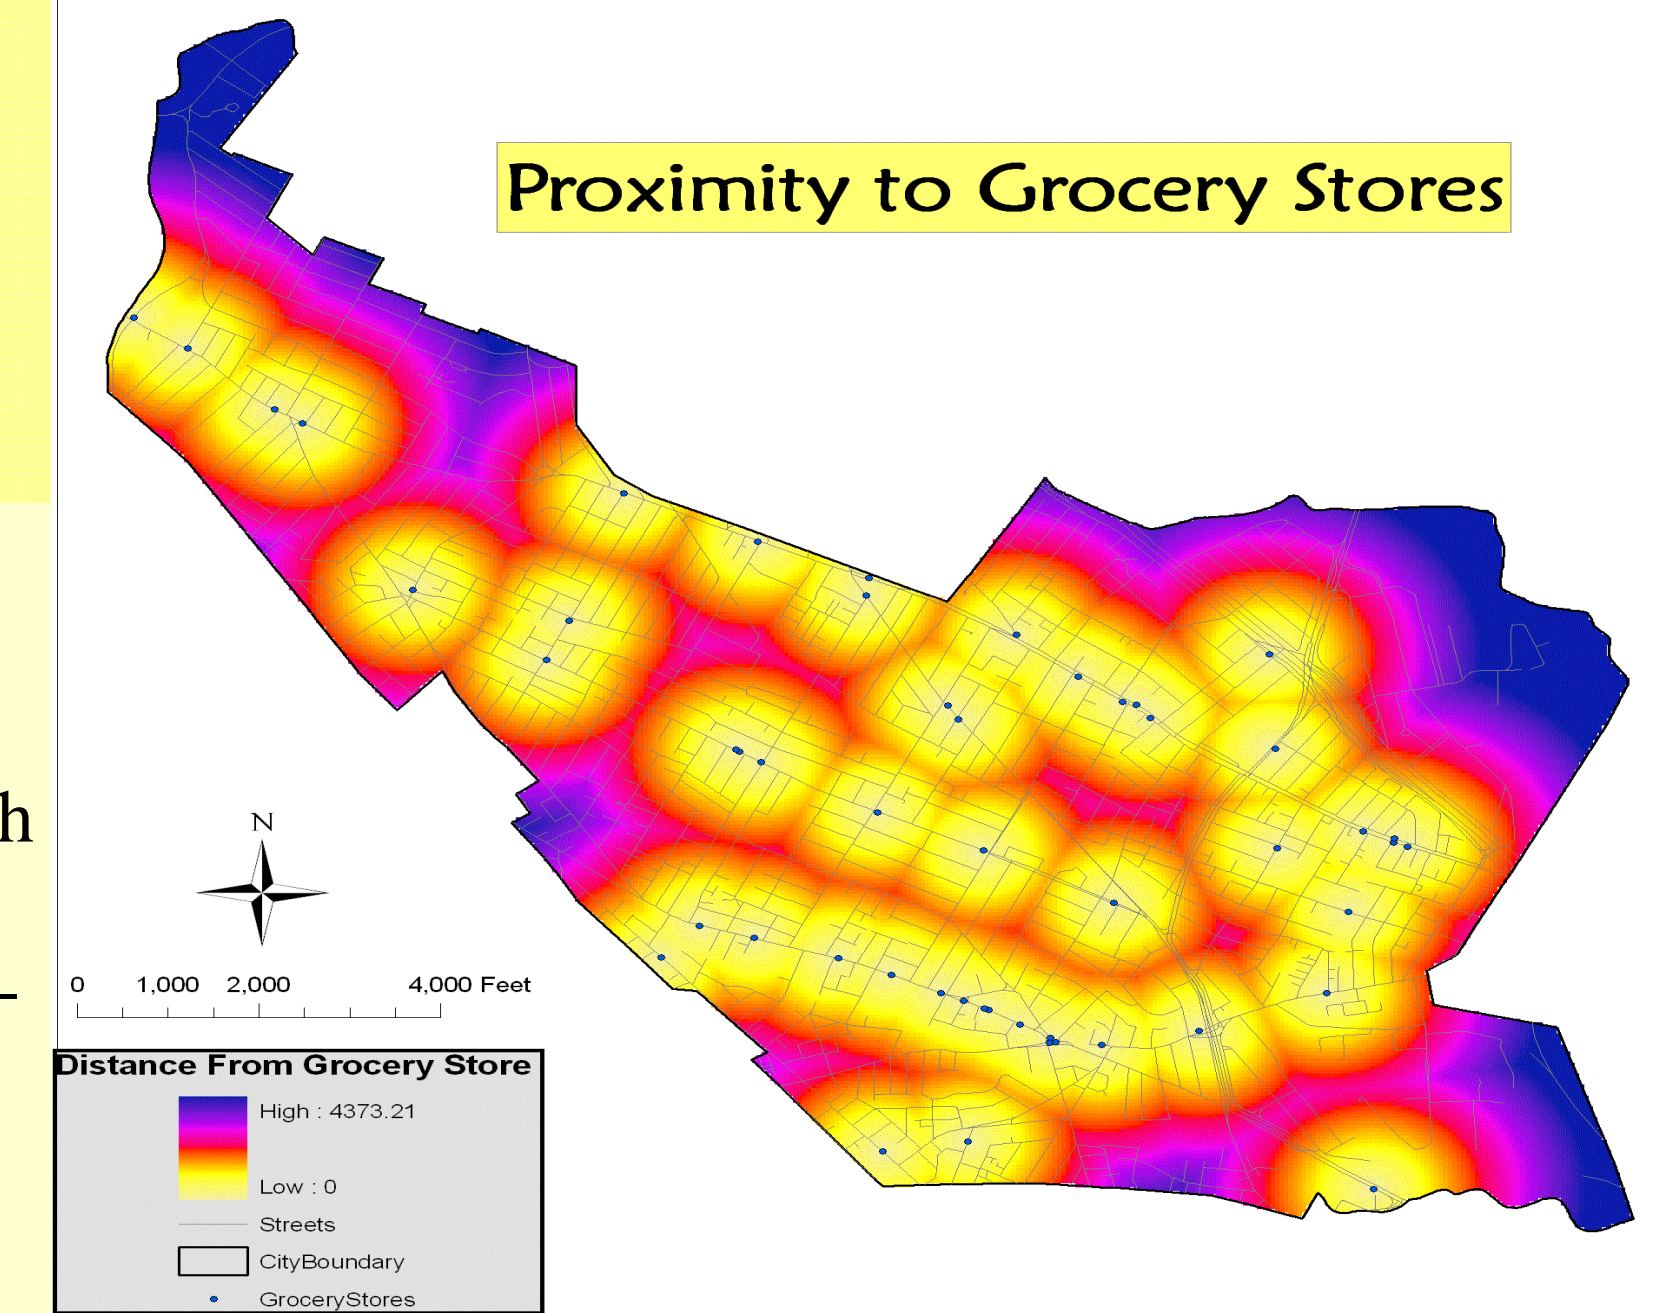 Proximity to Grocery Stores
h
N
0 1,000 2,000 4,000 Feet
Distance From Grocery Store
High : 4373.21
Low : 0
Streets
CityBoundary
GroceryStores